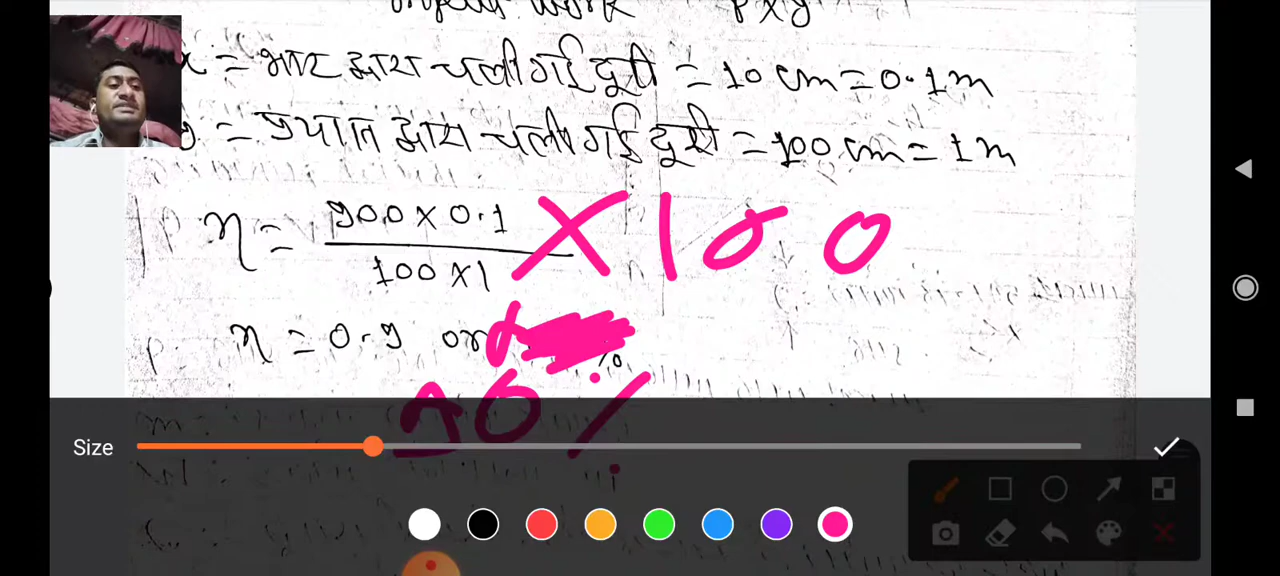 work P x y
x = भार द्वारा चली गई दूरी = 10 cm = 0.1 m
= प्रयास द्वारा चली गई दूरी = 100 cm = 1 m
η = 900 × 0.1 × 100
100 × 1
η = 0.9 or %
90 %
Size